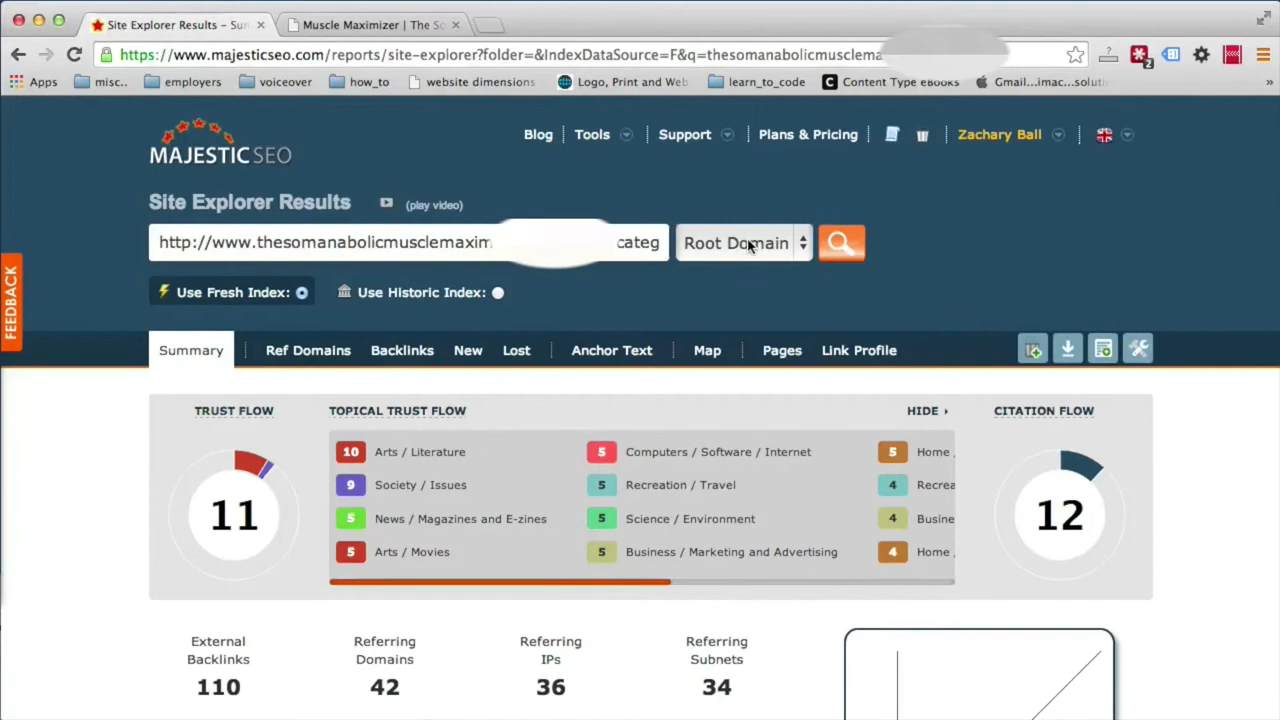 Site Explorer Results – Sum
Muscle Maximizer | The So
https://www.majesticseo.com/reports/site-explorer?folder=&IndexDataSource=F&q=thesomanabolicmusclema
Apps misc.. employers voiceover how_to website dimensions Logo, Print and Web learn_to_code Content Type eBooks Gmail...imac...soluti
MAJESTIC SEO
Blog Tools Support Plans & Pricing Zachary Ball
Site Explorer Results (play video)
http://www.thesomanabolicmusclemaxim categ Root Domain
Use Fresh Index: Use Historic Index:
FEEDBACK
Summary Ref Domains Backlinks New Lost Anchor Text Map Pages Link Profile
TRUST FLOW TOPICAL TRUST FLOW HIDE CITATION FLOW
10 Arts / Literature 5 Computers / Software / Internet 5 Home
9 Society / Issues 5 Recreation / Travel 4 Recrea
11 12
5 News / Magazines and E-zines 5 Science / Environment 4 Busine
5 Arts / Movies 5 Business / Marketing and Advertising 4 Home
External Referring Referring Referring
Backlinks Domains IPs Subnets
110 42 36 34